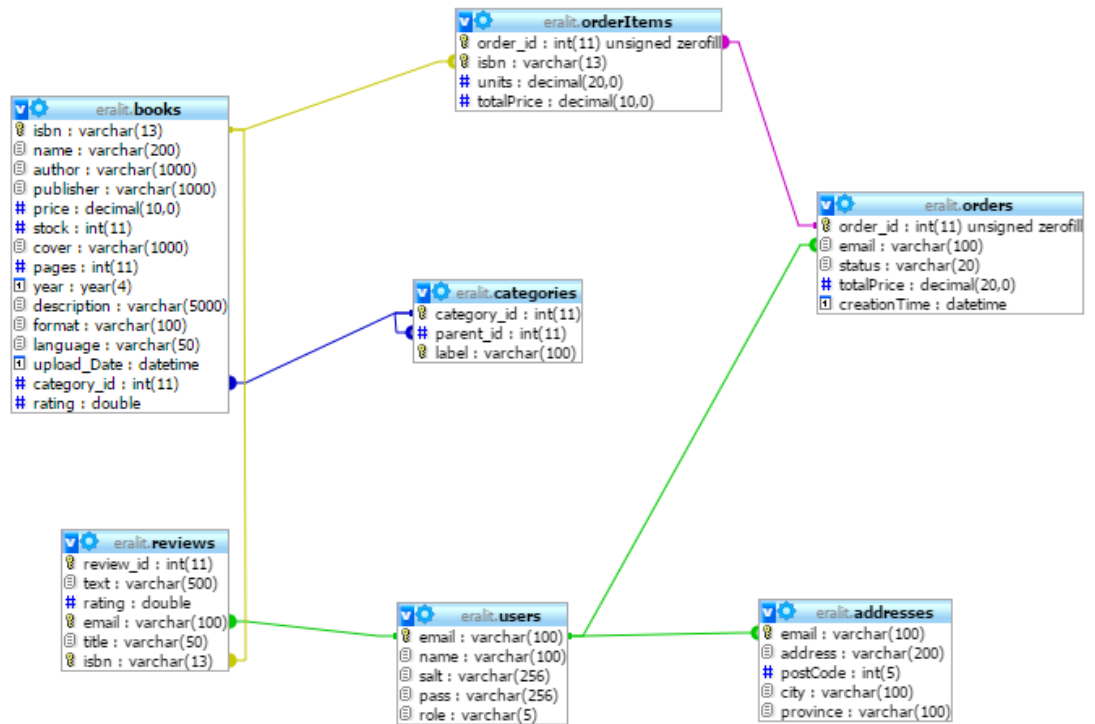 eralit.orderItems
order_id : int(11) unsigned zerofill
isbn : varchar(13)
# units : decimal(20,0)
# totalPrice : decimal(10,0)
eralit.books
isbn : varchar(13)
name : varchar(200)
author : varchar(1000)
publisher : varchar(1000)
# price : decimal(10,0)
# stock : int(11)
cover : varchar(1000)
# pages : int(11)
year : year(4)
description : varchar(5000)
format : varchar(100)
language : varchar(50)
upload_Date : datetime
# category_id : int(11)
# rating : double
eralit.orders
order_id : int(11) unsigned zerofill
email : varchar(100)
status : varchar(20)
# totalPrice : decimal(20,0)
creationTime : datetime
eralit.categories
category_id : int(11)
# parent_id : int(11)
label : varchar(100)
eralit.reviews
review_id : int(11)
text : varchar(500)
# rating : double
email : varchar(100)
title : varchar(50)
isbn : varchar(13)
eralit.users
email : varchar(100)
name : varchar(100)
salt : varchar(256)
pass : varchar(256)
role : varchar(5)
eralit.addresses
email : varchar(100)
address : varchar(200)
# postCode : int(5)
city : varchar(100)
province : varchar(100)